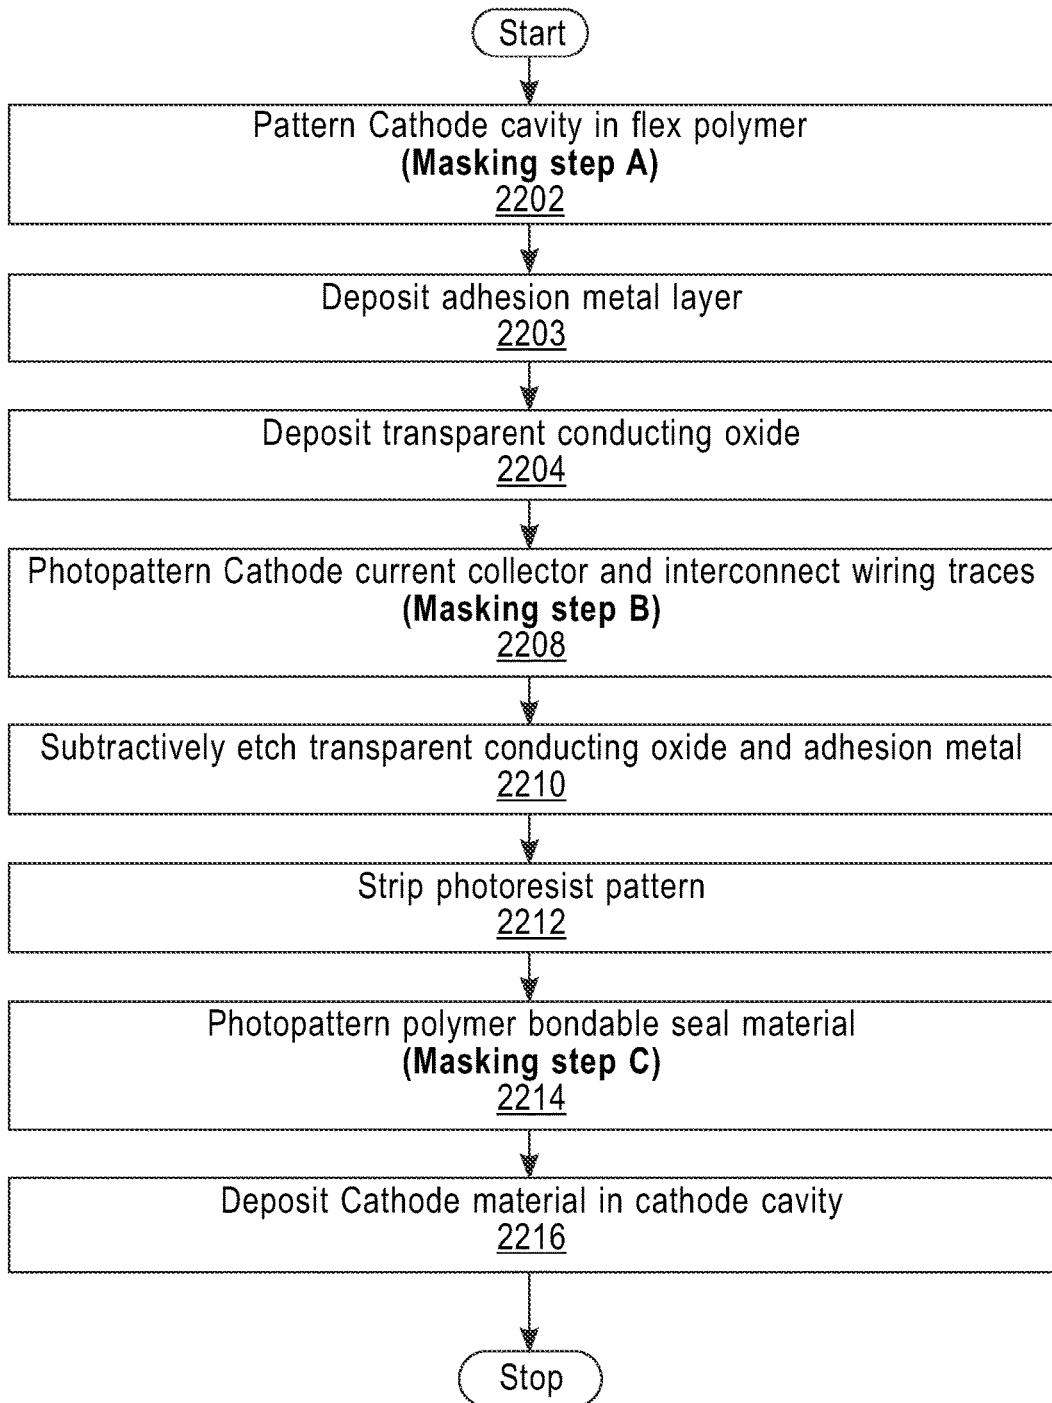 Start
Pattern Cathode cavity in flex polymer
(Masking step A)
2202
Deposit adhesion metal layer
2203
Deposit transparent conducting oxide
2204
Photopattern Cathode current collector and interconnect wiring traces
(Masking step B)
2208
Subtractively etch transparent conducting oxide and adhesion metal
2210
Strip photoresist pattern
2212
Photopattern polymer bondable seal material
(Masking step C)
2214
Deposit Cathode material in cathode cavity
2216
Stop